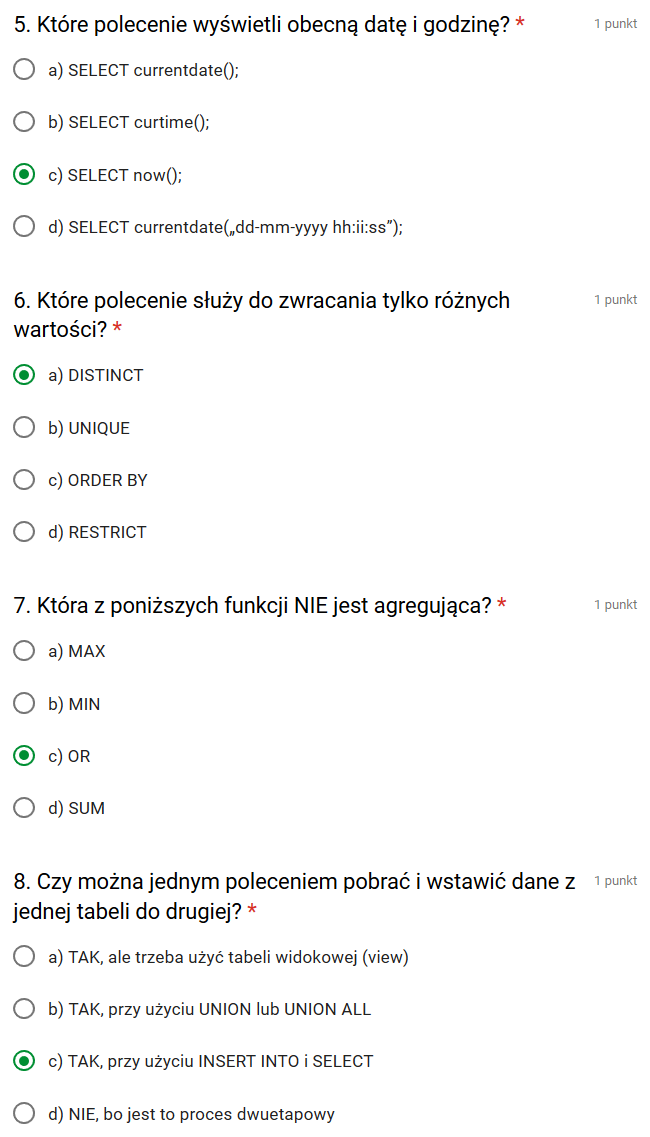 5. Które polecenie wyświetli obecną datę i godzinę? * 1 punkt
a) SELECT currentdate();
b) SELECT curtime();
c) SELECT now();
d) SELECT currentdate(„dd-mm-yyyy hh:ii:ss”);
6. Które polecenie służy do zwracania tylko różnych 1 punkt
wartości? *
a) DISTINCT
b) UNIQUE
c) ORDER BY
d) RESTRICT
7. Która z poniższych funkcji NIE jest agregująca? * 1 punkt
a) MAX
b) MIN
c) OR
d) SUM
8. Czy można jednym poleceniem pobrać i wstawić dane z 1 punkt
jednej tabeli do drugiej? *
a) TAK, ale trzeba użyć tabeli widokowej (view)
b) TAK, przy użyciu UNION lub UNION ALL
c) TAK, przy użyciu INSERT INTO i SELECT
d) NIE, bo jest to proces dwuetapowy